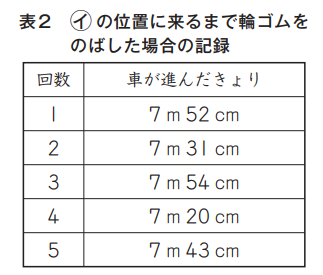 表2 ㋑の位置に来るまで輪ゴムを
のばした場合の記録
回数 車が進んだきょり
1 7 m 52 cm
2 7 m 31 cm
3 7 m 54 cm
4 7 m 20 cm
5 7 m 43 cm